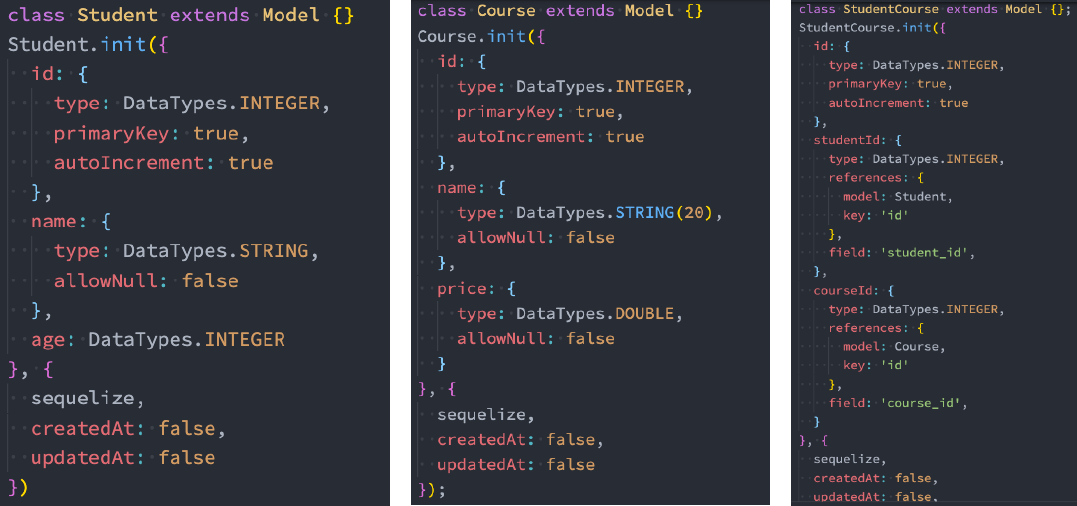 class Student extends Model {}
Student.init({
id: {
type: DataTypes.INTEGER,
primaryKey: true,
autoIncrement: true
},
name: {
type: DataTypes.STRING,
allowNull: false
},
age: DataTypes.INTEGER
}, {
sequelize,
createdAt: false,
updatedAt: false
})
class Course extends Model {}
Course.init({
id: {
type: DataTypes.INTEGER,
primaryKey: true,
autoIncrement: true
},
name: {
type: DataTypes.STRING(20),
allowNull: false
},
price: {
type: DataTypes.DOUBLE,
allowNull: false
}
}, {
sequelize,
createdAt: false,
updatedAt: false
});
class StudentCourse extends Model {};
StudentCourse.init({
id: {
type: DataTypes.INTEGER,
primaryKey: true,
autoIncrement: true
},
studentId: {
type: DataTypes.INTEGER,
references: {
model: Student,
key: 'id'
},
field: 'student_id',
},
courseId: {
type: DataTypes.INTEGER,
references: {
model: Course,
key: 'id'
},
field: 'course_id',
}
}, {
sequelize,
createdAt: false,
updatedAt: false,